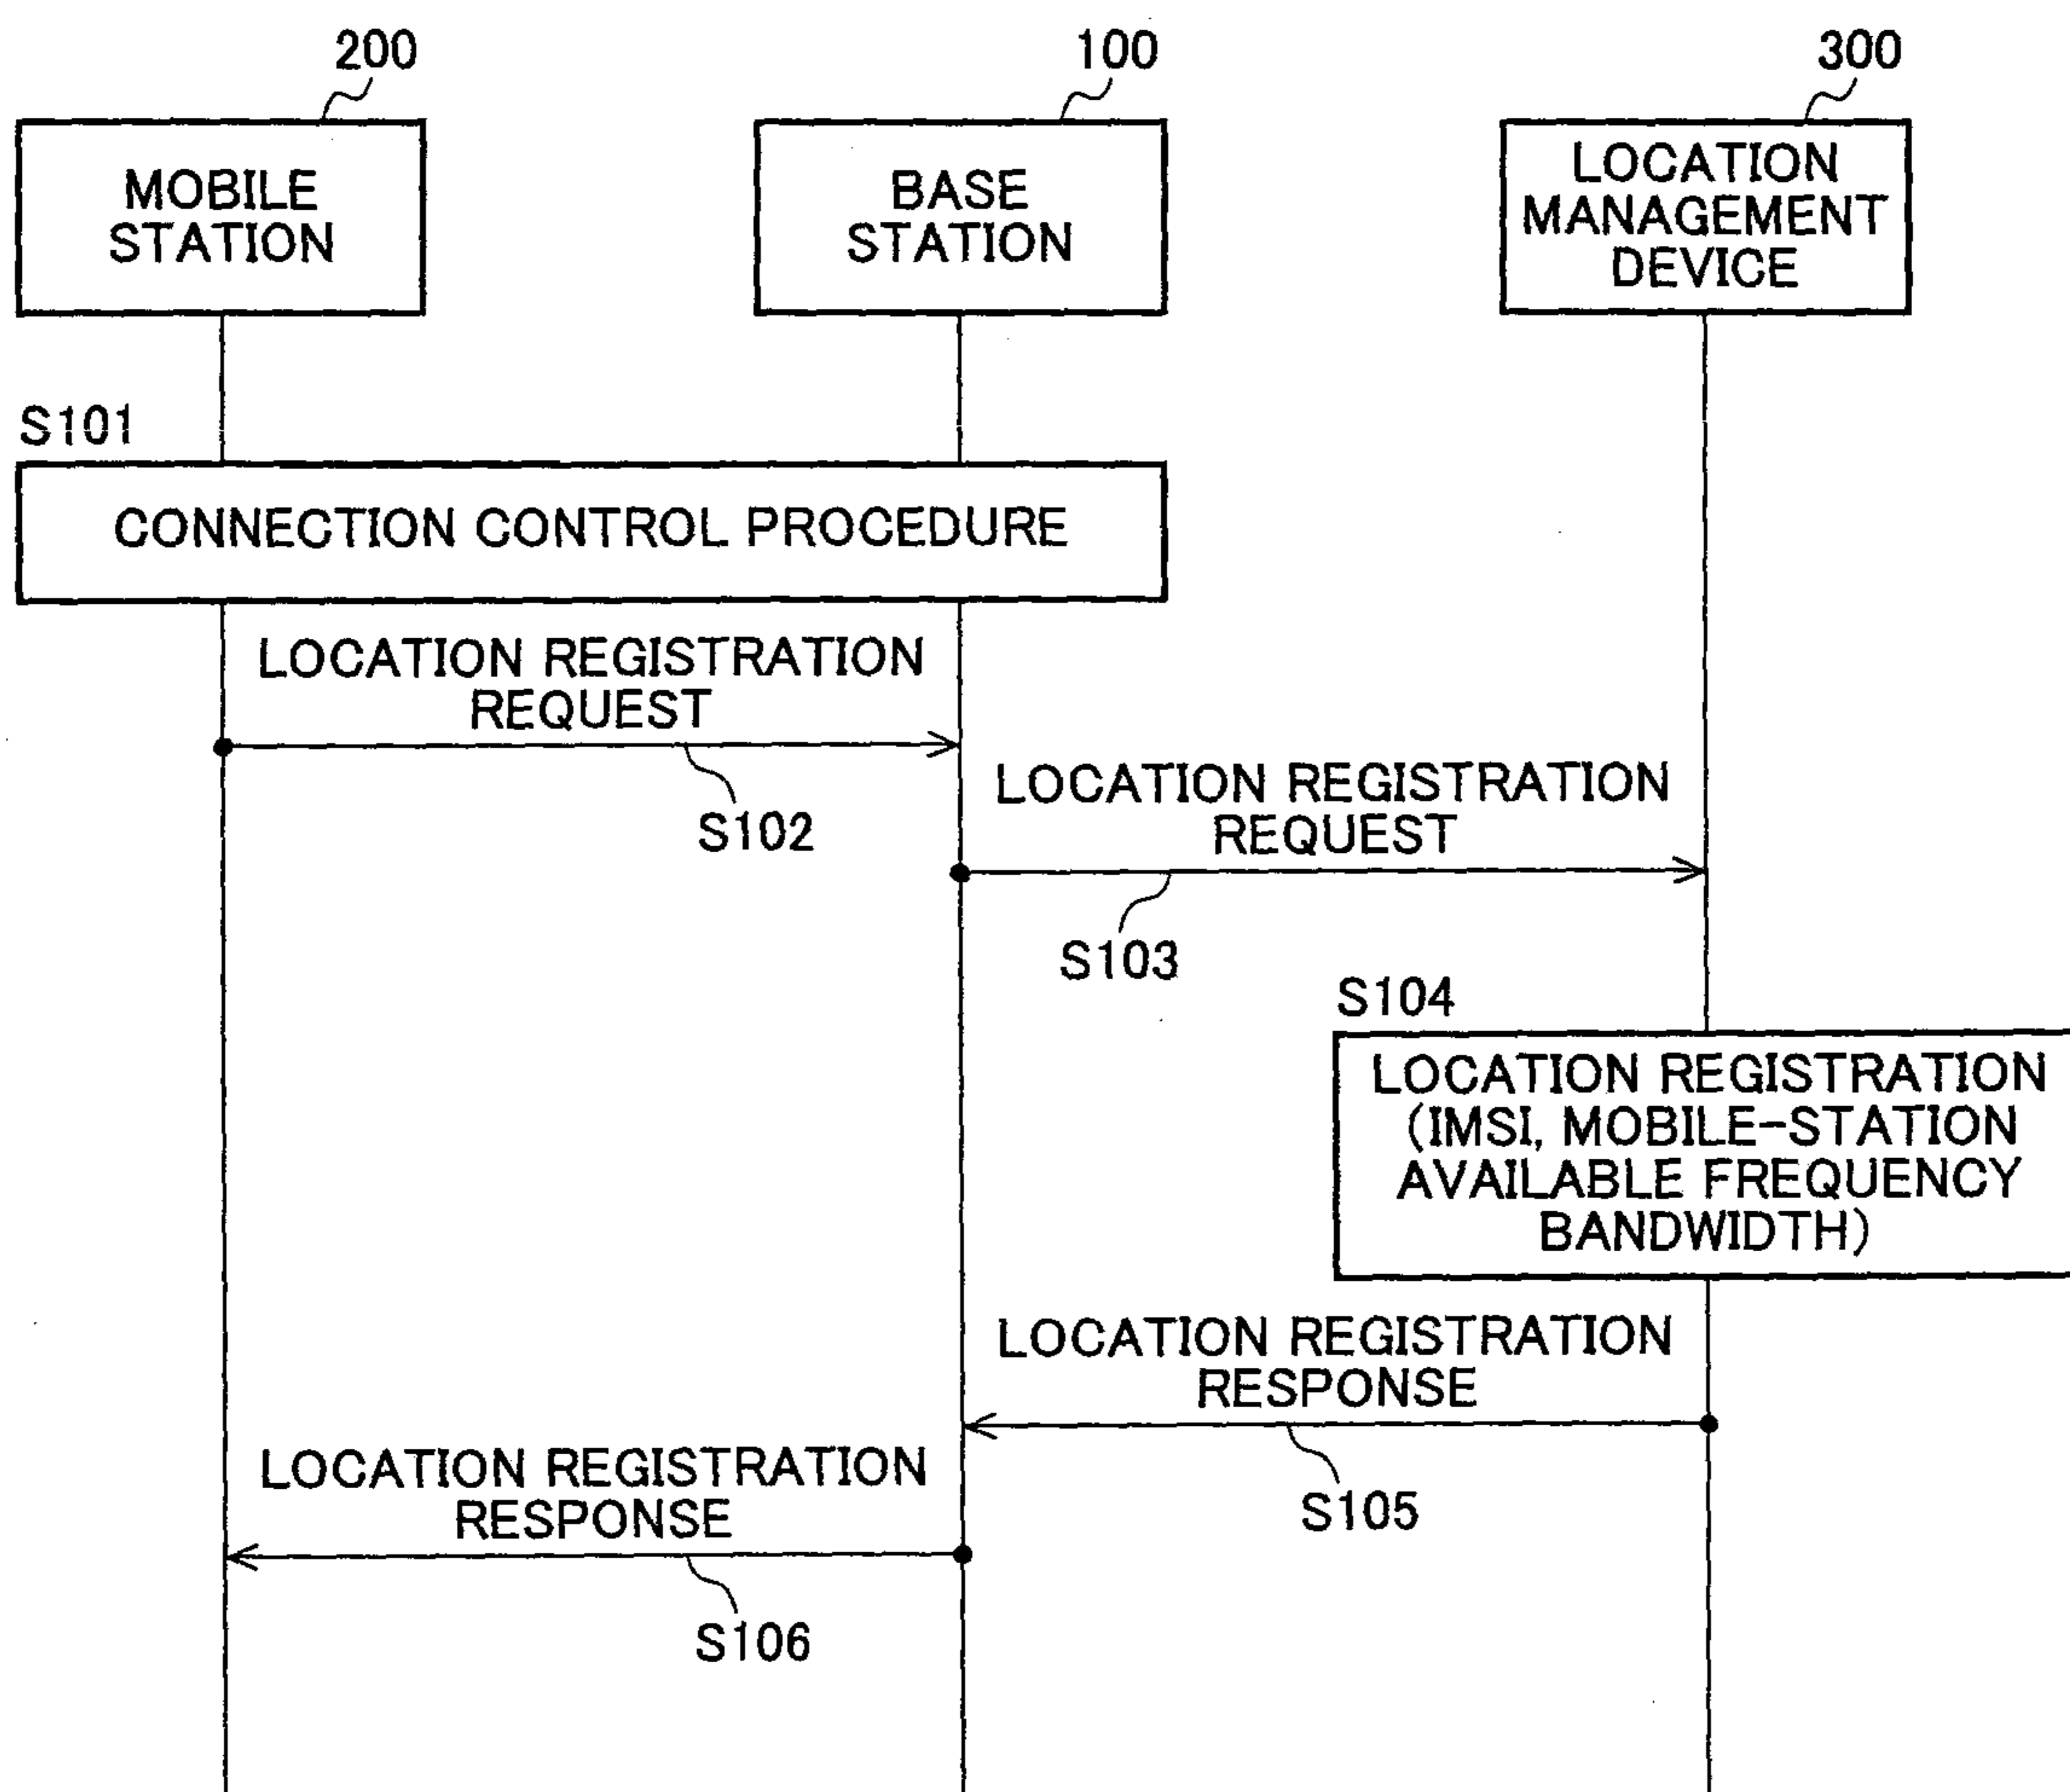 200
100
300
MOBILE
STATION
BASE
STATION
LOCATION
MANAGEMENT
DEVICE
S101
CONNECTION CONTROL PROCEDURE
LOCATION REGISTRATION
REQUEST
S102
LOCATION REGISTRATION
REQUEST
S103
S104
LOCATION REGISTRATION
(IMSI, MOBILE-STATION
AVAILABLE FREQUENCY
BANDWIDTH)
LOCATION REGISTRATION
RESPONSE
S105
LOCATION REGISTRATION
RESPONSE
S106